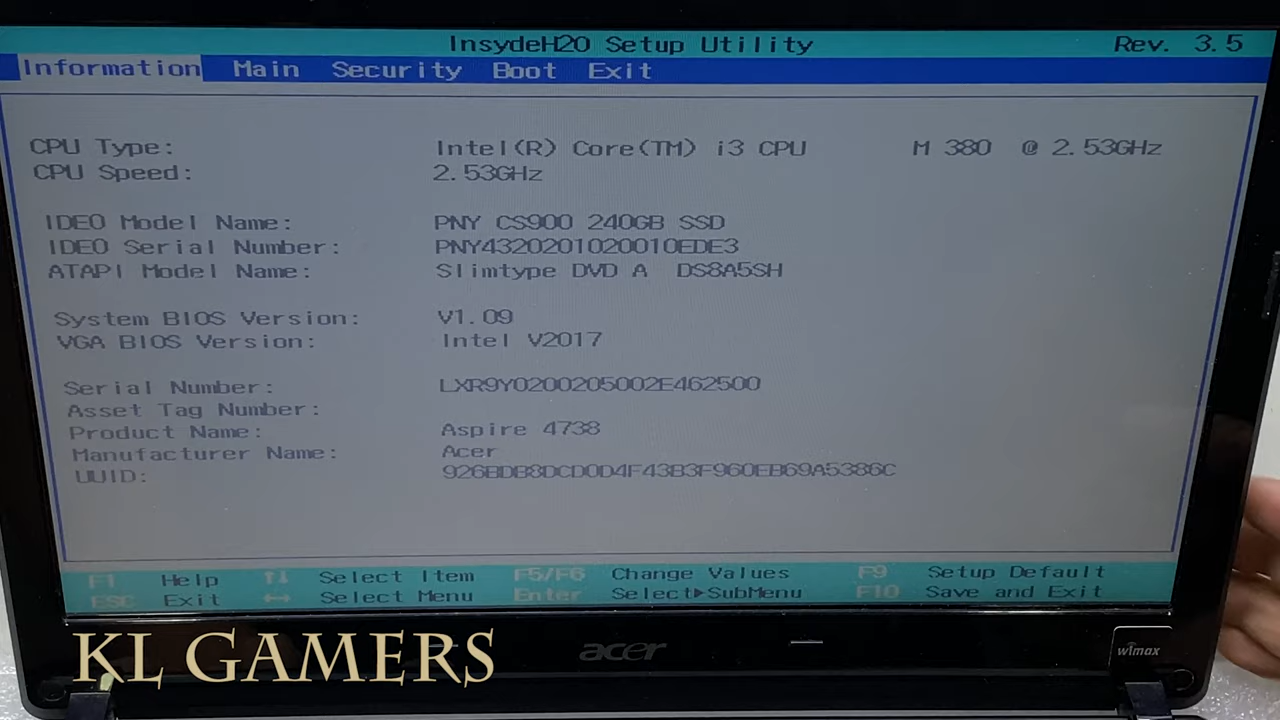 InsydeH20 Setup Utility Rev. 3.5
Information Main Security Boot Exit
CPU Type: Intel(R) Core(TM) i3 CPU M 380 @ 2.53GHz
CPU Speed: 2.53GHz
IDE0 Model Name: PNY CS900 240GB SSD
IDE0 Serial Number: PNY4320201020010EDE3
ATAPI Model Name: Slimtype DVD A DS8A5SH
System BIOS Version: V1.09
VGA BIOS Version: Intel V2017
Serial Number: LXR9Y0200205002E462500
Asset Tag Number:
Product Name: Aspire 4738
Manufacturer Name: Acer
UUID: 926BDB8DCD0D4F43B3F960EB69A5386C
F1 Help ↑↓ Select Item F5/F6 Change Values F9 Setup Default
ESC Exit ↔ Select Menu Enter Select▶SubMenu F10 Save and Exit
KL GAMERS
acer
wimax